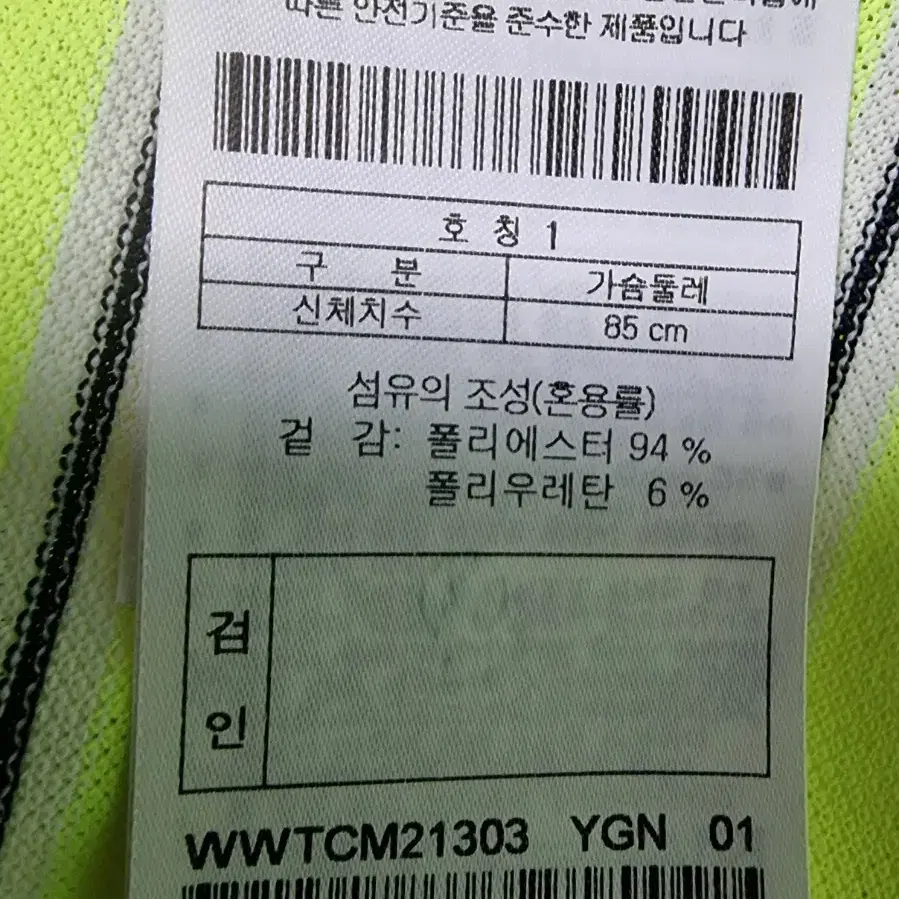 따른 안전기준을 준수한 제품입니다
호 칭 1
구 분 가슴둘레
신체치수 85 cm
섬유의 조성(혼용률)
겉 감: 폴리에스터 94 %
폴리우레탄 6 %
검
인
WWTCM21303 YGN 01